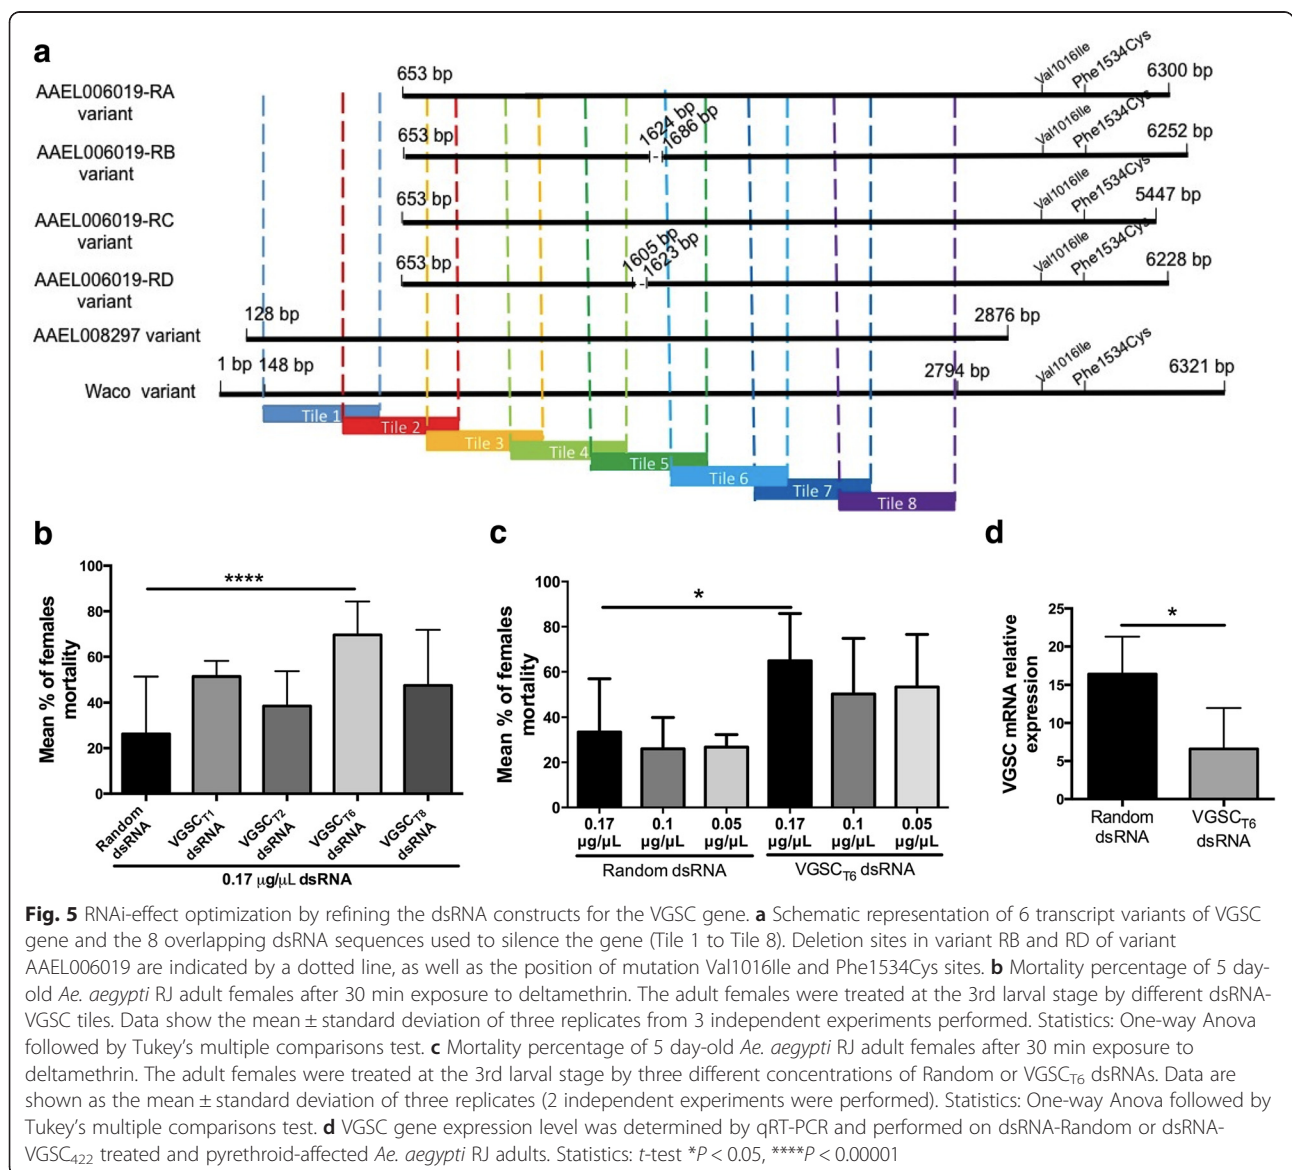 a
AAEL006019-RA
variant
653 bp
Val1016Ile
Phe1534Cys
6300 bp
AAEL006019-RB
variant
653 bp
1624 bp
1686 bp
Val1016Ile
Phe1534Cys
6252 bp
AAEL006019-RC
variant
653 bp
Val1016Ile
Phe1534Cys
5447 bp
AAEL006019-RD
variant
653 bp
1605 bp
1623 bp
Val1016Ile
Phe1534Cys
6228 bp
AAEL008297 variant
128 bp
2876 bp
Waco variant
1 bp
148 bp
2794 bp
Val1016Ile
Phe1534Cys
6321 bp
Tile 1
Tile 2
Tile 3
Tile 4
Tile 5
Tile 6
Tile 7
Tile 8
b
Mean % of females
mortality
100
80
60
40
20
0
****
Random
dsRNA
VGSCT1
dsRNA
VGSCT2
dsRNA
VGSCT6
dsRNA
VGSCT8
dsRNA
0.17 µg/µL dsRNA
c
Mean % of females
mortality
100
80
60
40
20
0
*
0.17
µg/µL
0.1
µg/µL
0.05
µg/µL
0.17
µg/µL
0.1
µg/µL
0.05
µg/µL
Random dsRNA
VGSCT6 dsRNA
d
VGSC mRNA relative
expression
25
20
15
10
5
0
*
Random
dsRNA
VGSCT6
dsRNA
Fig. 5 RNAi-effect optimization by refining the dsRNA constructs for the VGSC gene. a Schematic representation of 6 transcript variants of VGSC
gene and the 8 overlapping dsRNA sequences used to silence the gene (Tile 1 to Tile 8). Deletion sites in variant RB and RD of variant
AAEL006019 are indicated by a dotted line, as well as the position of mutation Val1016Ile and Phe1534Cys sites. b Mortality percentage of 5 day-
old Ae. aegypti RJ adult females after 30 min exposure to deltamethrin. The adult females were treated at the 3rd larval stage by different dsRNA-
VGSC tiles. Data show the mean ± standard deviation of three replicates from 3 independent experiments performed. Statistics: One-way Anova
followed by Tukey's multiple comparisons test. c Mortality percentage of 5 day-old Ae. aegypti RJ adult females after 30 min exposure to
deltamethrin. The adult females were treated at the 3rd larval stage by three different concentrations of Random or VGSCT6 dsRNAs. Data are
shown as the mean ± standard deviation of three replicates (2 independent experiments were performed). Statistics: One-way Anova followed by
Tukey's multiple comparisons test. d VGSC gene expression level was determined by qRT-PCR and performed on dsRNA-Random or dsRNA-
VGSC422 treated and pyrethroid-affected Ae. aegypti RJ adults. Statistics: t-test *P < 0.05, ****P < 0.00001